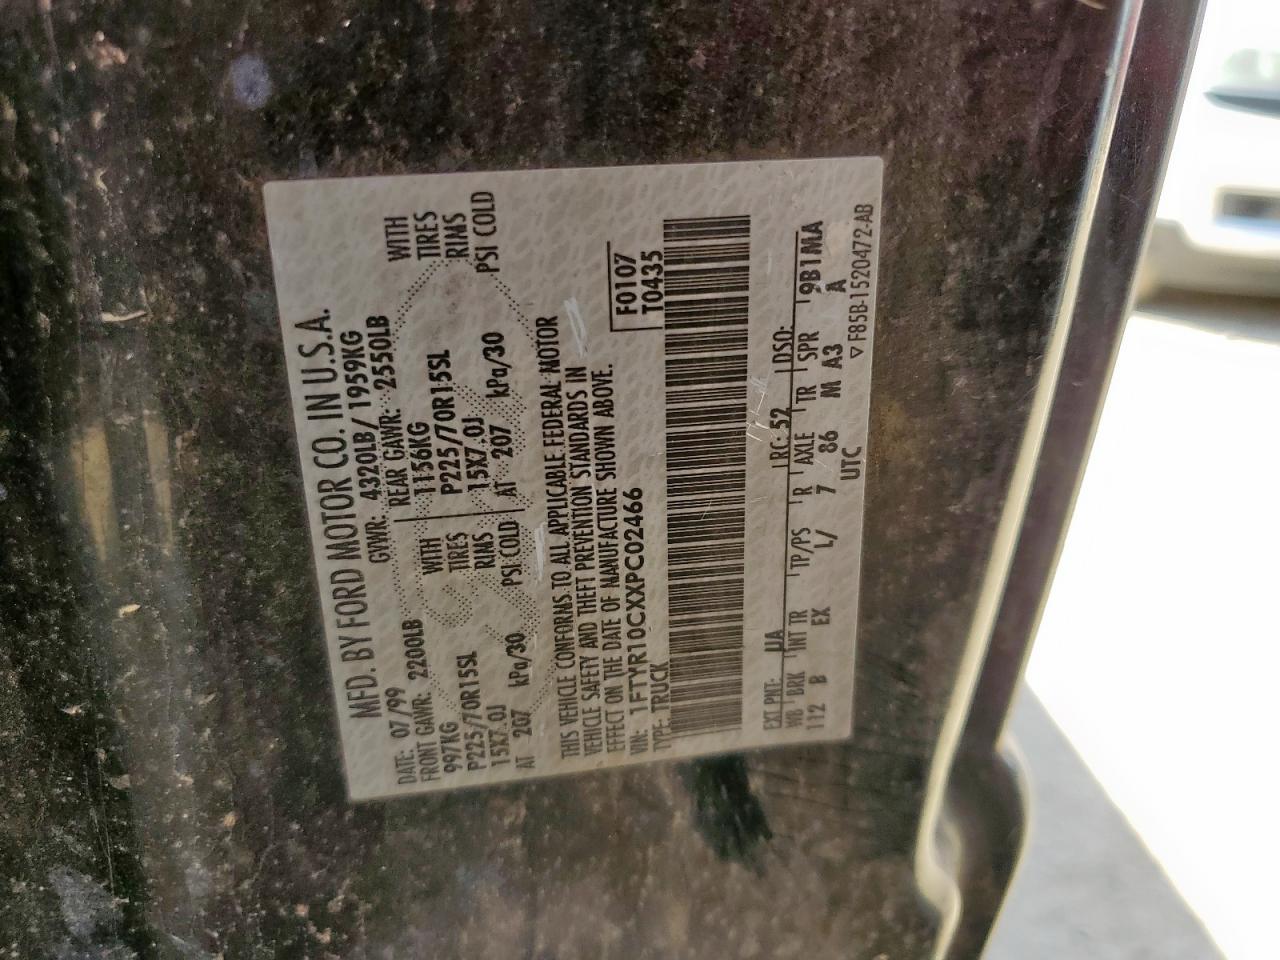 MFD. BY FORD MOTOR CO. IN U.S.A.
DATE: 07/99 GVWR: 4320LB/ 1959KG
FRONT GAWR: 2200LB REAR GAWR: 2550LB
997KG WITH 1156KG WITH
P225/70R15SL TIRES P225/70R15SL TIRES
15X7.0J RIMS 15X7.0J RIMS
AT 207 kPa/30 PSI COLD AT 207 kPa/30 PSI COLD
THIS VEHICLE CONFORMS TO ALL APPLICABLE FEDERAL MOTOR
VEHICLE SAFETY AND THEFT PREVENTION STANDARDS IN
EFFECT ON THE DATE OF MANUFACTURE SHOWN ABOVE.
VIN: 1FTYR10CXXPC02466 F0107
TYPE: TRUCK T0435
EXT PNT: UA RC: 52 DSO:
WB BRK INT TR TP/PS R AXLE TR SPR 9B1MA
112 B EX L/ 7 86 M A3 A
UTC ▽F85B-1520472-AB